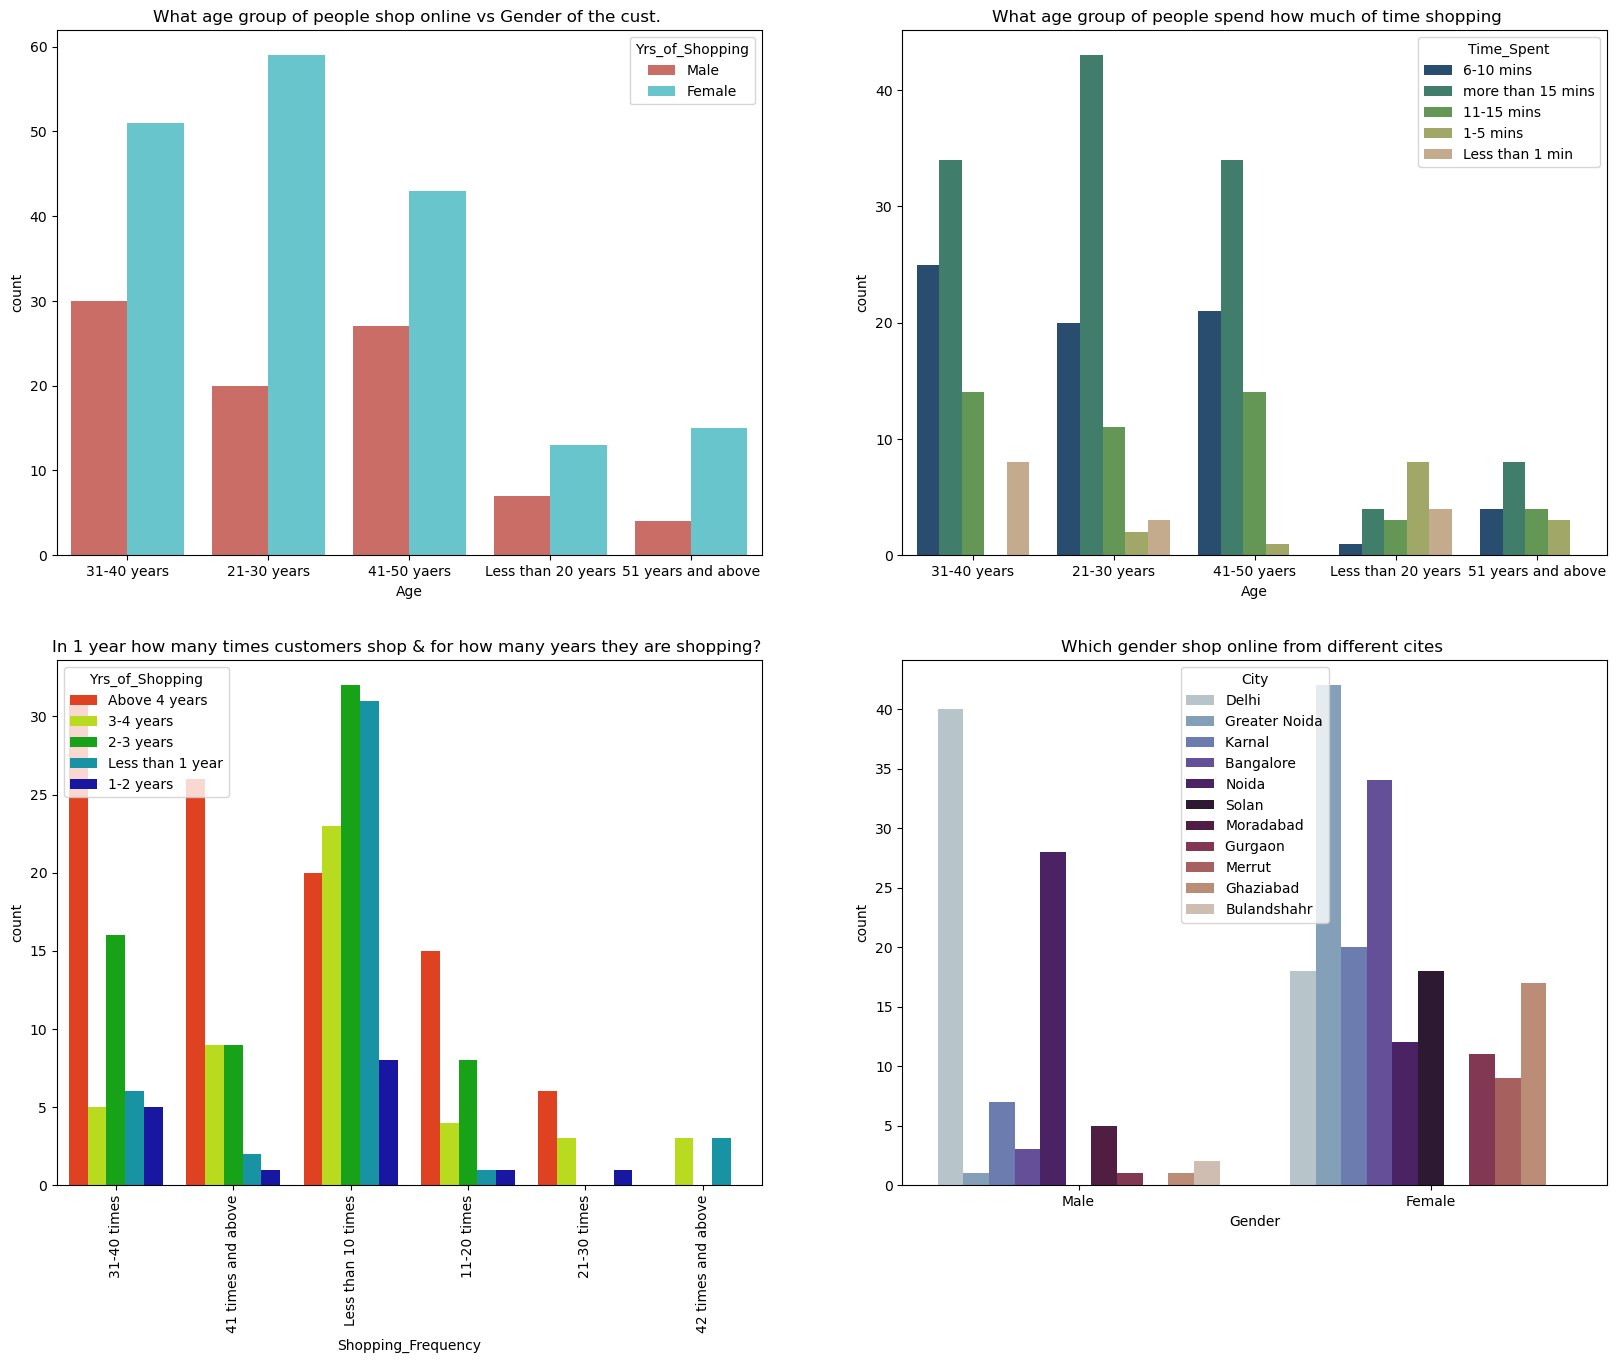 What age group of people shop online vs Gender of the cust.
60
50
40
30
20
10
0
count
Yrs_of_Shopping
Male
Female
31-40 years
21-30 years
41-50 yaers
Less than 20 years
51 years and above
Age
What age group of people spend how much of time shopping
40
30
20
10
0
count
Time_Spent
6-10 mins
more than 15 mins
11-15 mins
1-5 mins
Less than 1 min
31-40 years
21-30 years
41-50 yaers
Less than 20 years
51 years and above
Age
In 1 year how many times customers shop & for how many years they are shopping?
30
25
20
15
10
5
0
count
Yrs_of_Shopping
Above 4 years
3-4 years
2-3 years
Less than 1 year
1-2 years
31-40 times
41 times and above
Less than 10 times
11-20 times
21-30 times
42 times and above
Shopping_Frequency
Which gender shop online from different cites
40
35
30
25
20
15
10
5
0
count
City
Delhi
Greater Noida
Karnal
Bangalore
Noida
Solan
Moradabad
Gurgaon
Merrut
Ghaziabad
Bulandshahr
Male
Female
Gender